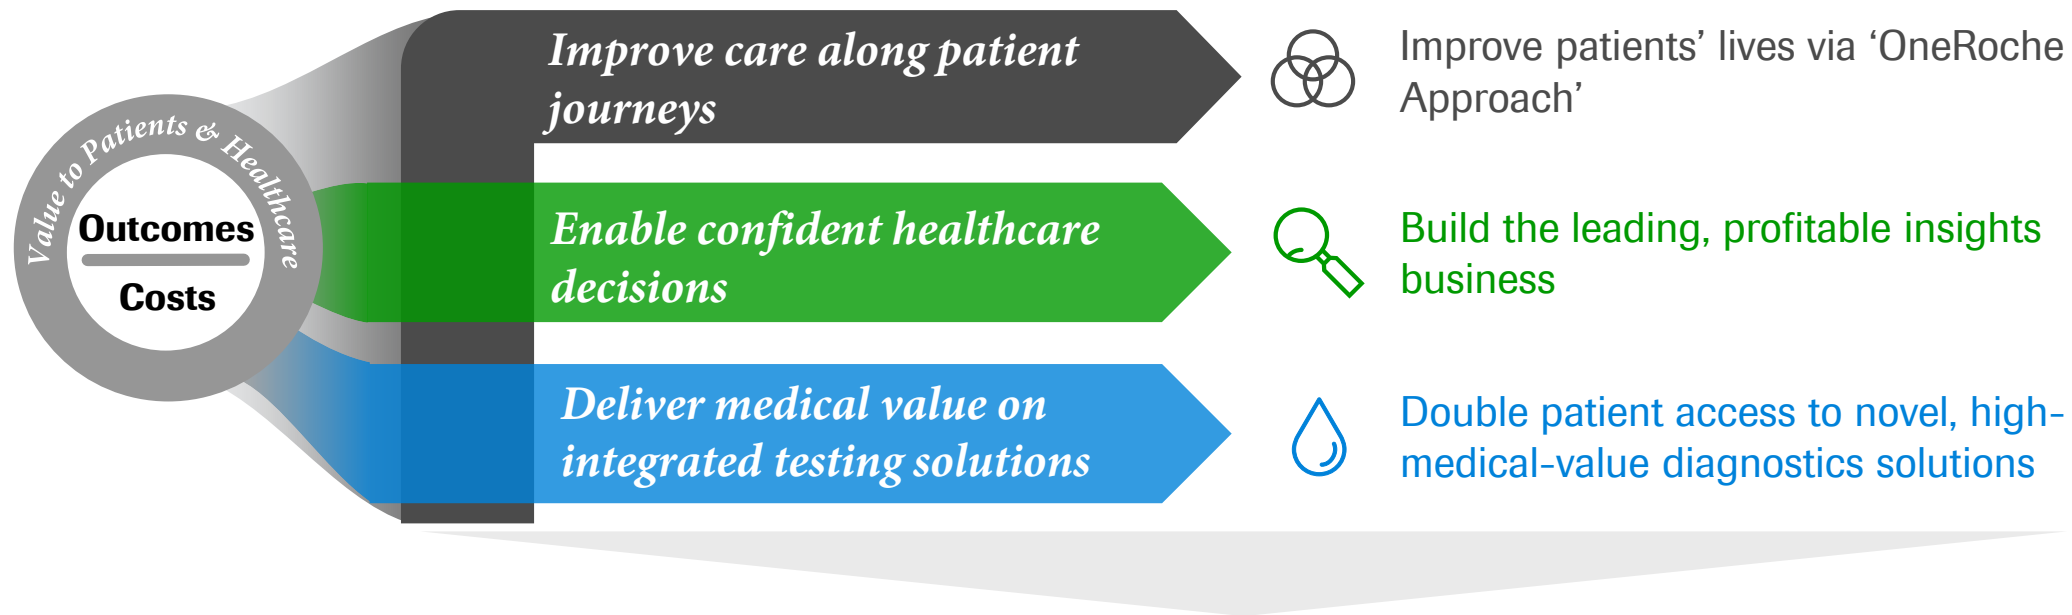 Value to Patients & Healthcare
Outcomes
Costs
Improve care along patient
journeys
Improve patients’ lives via ‘OneRoche
Approach’
Enable confident healthcare
decisions
Build the leading, profitable insights
business
Deliver medical value on
integrated testing solutions
Double patient access to novel, high-
medical-value diagnostics solutions